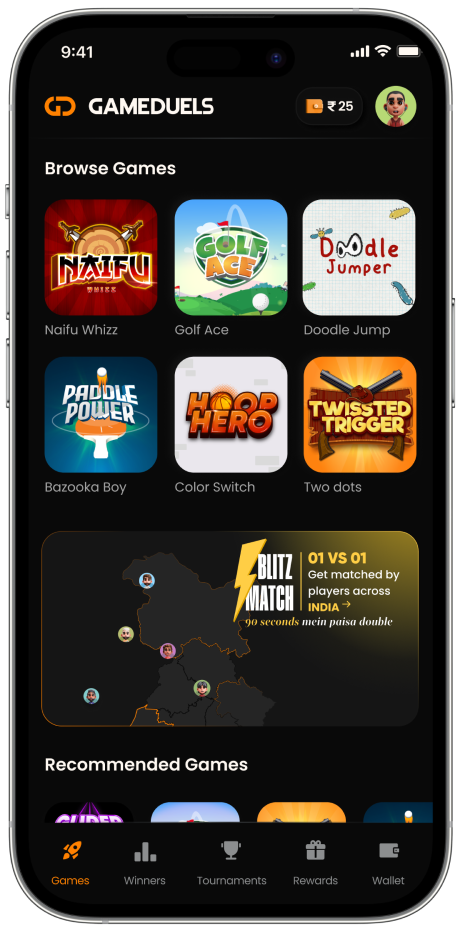 9:41
GAMEDUELS
₹ 25
Browse Games
NAIFU
WHIZZ
GOLF
ACE
Doodle
Jumper
Naifu Whizz
Golf Ace
Doodle Jump
PADDLE
POWER
HOOP
HERO
TWISSTED
TRIGGER
Bazooka Boy
Color Switch
Two dots
BLITZ
MATCH
01 VS 01
Get matched by
players across
INDIA →
90 seconds mein paisa double
Recommended Games
Games
Winners
Tournaments
Rewards
Wallet